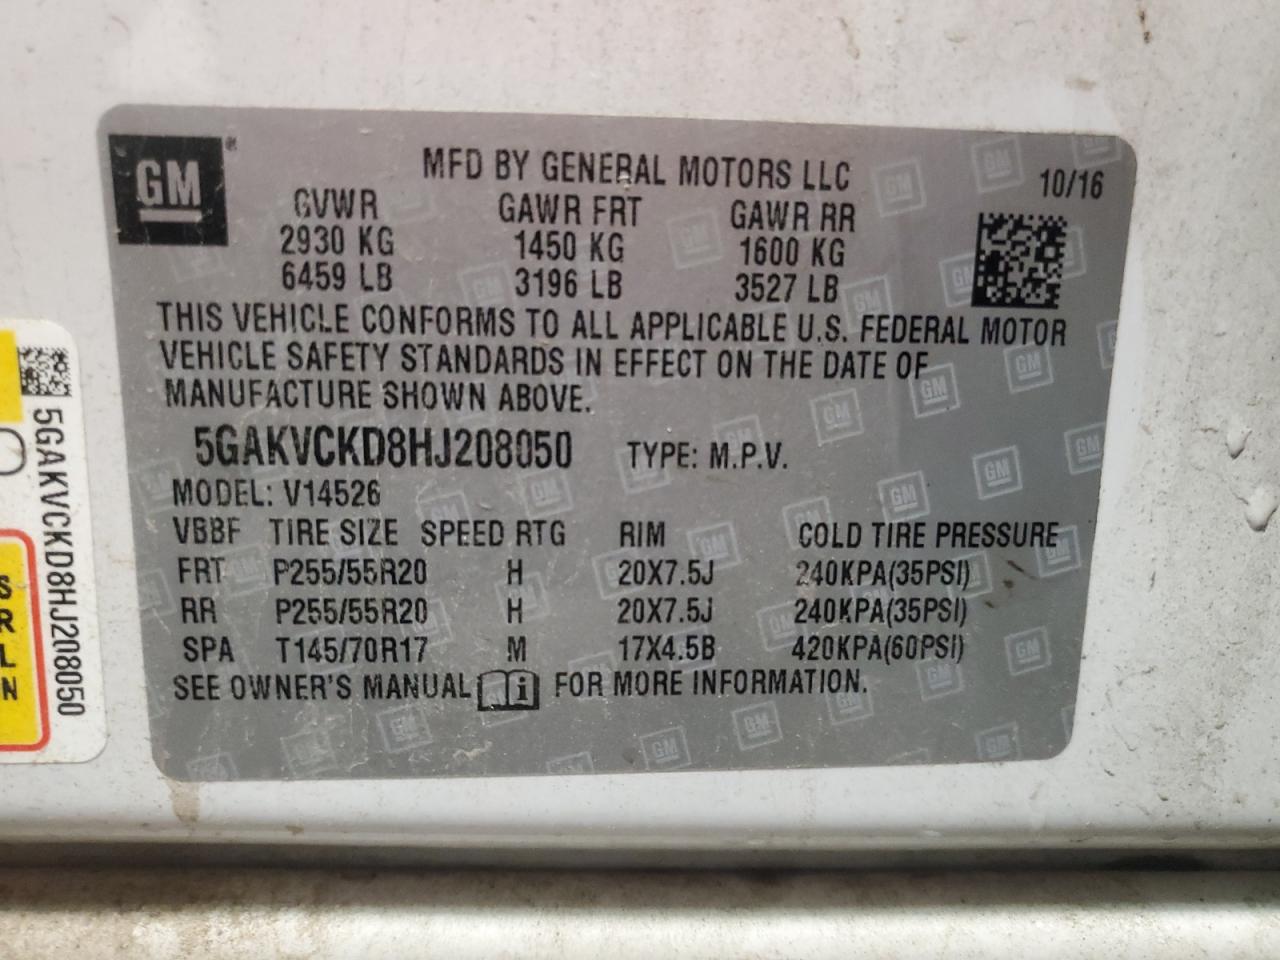 GM®
MFD BY GENERAL MOTORS LLC 10/16
GVWR GAWR FRT GAWR RR
2930 KG 1450 KG 1600 KG
6459 LB 3196 LB 3527 LB
THIS VEHICLE CONFORMS TO ALL APPLICABLE U.S. FEDERAL MOTOR
VEHICLE SAFETY STANDARDS IN EFFECT ON THE DATE OF
MANUFACTURE SHOWN ABOVE.
5GAKVCKD8HJ208050 TYPE: M.P.V.
MODEL: V14526
VBBF TIRE SIZE SPEED RTG RIM COLD TIRE PRESSURE
FRT P255/55R20 H 20X7.5J 240KPA(35PSI)
RR P255/55R20 H 20X7.5J 240KPA(35PSI)
SPA T145/70R17 M 17X4.5B 420KPA(60PSI)
SEE OWNER'S MANUAL i FOR MORE INFORMATION.
5GAKVCKD8HJ208050
S
R
L
N